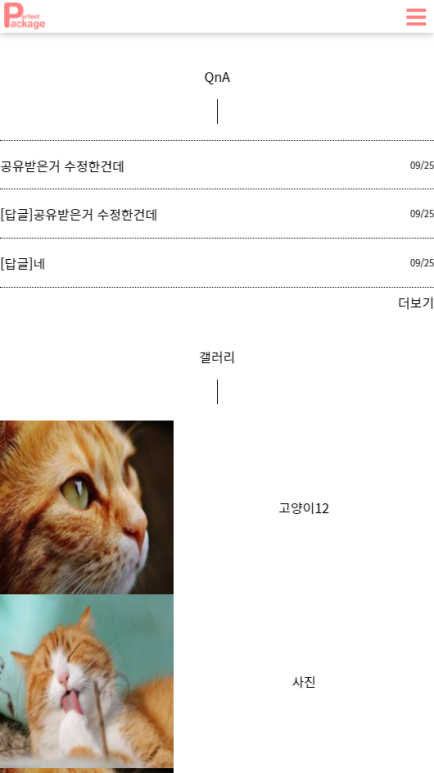 Perfect
Package
QnA
공유받은거 수정한건데 09/25
[답글]공유받은거 수정한건데 09/25
[답글]네 09/25
더보기
갤러리
고양이12
사진